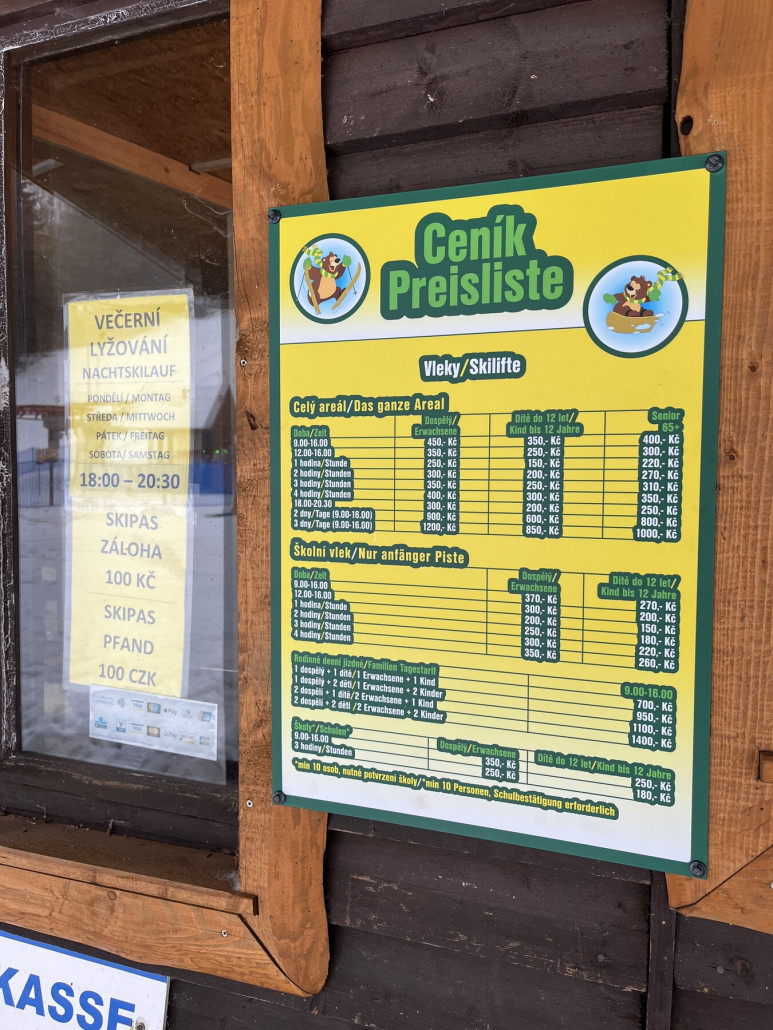 VEČERNÍ
LYŽOVÁNÍ
NACHTSKILAUF
PONDĚLÍ / MONTAG
STŘEDA / MITTWOCH
PÁTEK / FREITAG
SOBOTA/ SAMSTAG
18:00 – 20:30
SKIPAS
ZÁLOHA
100 KČ
SKIPAS
PFAND
100 CZK
KASSE
Ceník
Preisliste
Vleky/Skilifte
Celý areál/Das ganze Areal
Doba/Zeit Dospělý/Erwachsene Dítě do 12 let/Kind bis 12 Jahre Senior 65+
9.00-16.00 450,- Kč 350,- Kč 400,- Kč
12.00-16.00 350,- Kč 250,- Kč 300,- Kč
1 hodina/Stunde 250,- Kč 150,- Kč 220,- Kč
2 hodiny/Stunden 300,- Kč 200,- Kč 270,- Kč
3 hodiny/Stunden 350,- Kč 250,- Kč 310,- Kč
4 hodiny/Stunden 400,- Kč 300,- Kč 350,- Kč
18.00-20.30 300,- Kč 200,- Kč 250,- Kč
2 dny/Tage (9.00-16.00) 900,- Kč 600,- Kč 800,- Kč
3 dny/Tage (9.00-16.00) 1200,- Kč 850,- Kč 1000,- Kč
Školní vlek/Nur anfänger Piste
Doba/Zeit Dospělý/Erwachsene Dítě do 12 let/Kind bis 12 Jahre
9.00-16.00 370,- Kč 270,- Kč
12.00-16.00 300,- Kč 200,- Kč
1 hodina/Stunde 200,- Kč 150,- Kč
2 hodiny/Stunden 250,- Kč 180,- Kč
3 hodiny/Stunden 300,- Kč 220,- Kč
4 hodiny/Stunden 350,- Kč 260,- Kč
Rodinné denní jízdné/Familien Tagestarif! 9.00-16.00
1 dospělý + 1 dítě/1 Erwachsene + 1 Kind 700,- Kč
1 dospělý + 2 děti/1 Erwachsene + 2 Kinder 950,- Kč
2 dospělí + 1 dítě/2 Erwachsene + 1 Kind 1100,- Kč
2 dospělí + 2 děti/2 Erwachsene + 2 Kinder 1400,- Kč
Školy*/Schulen* Dospělý/Erwachsene Dítě do 12 let/Kind bis 12 Jahre
9.00-16.00 350,- Kč 250,- Kč
3 hodiny/Stunden 250,- Kč 180,- Kč
*min 10 osob, nutné potvrzení školy/*min 10 Personen, Schulbestätigung erforderlich